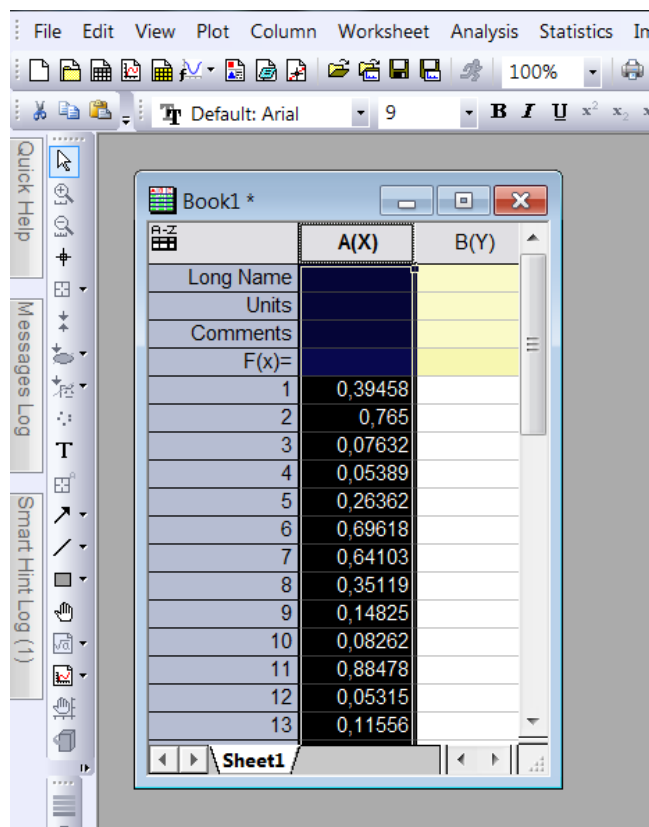 File Edit View Plot Column Worksheet Analysis Statistics
100%
Default: Arial 9 B I U x² x₂
Quick Help
Messages Log
Smart Hint Log (1)
T
Book1 *
A(X) B(Y)
Long Name
Units
Comments
F(x)=
1 0,39458
2 0,765
3 0,07632
4 0,05389
5 0,26362
6 0,69618
7 0,64103
8 0,35119
9 0,14825
10 0,08262
11 0,88478
12 0,05315
13 0,11556
Sheet1